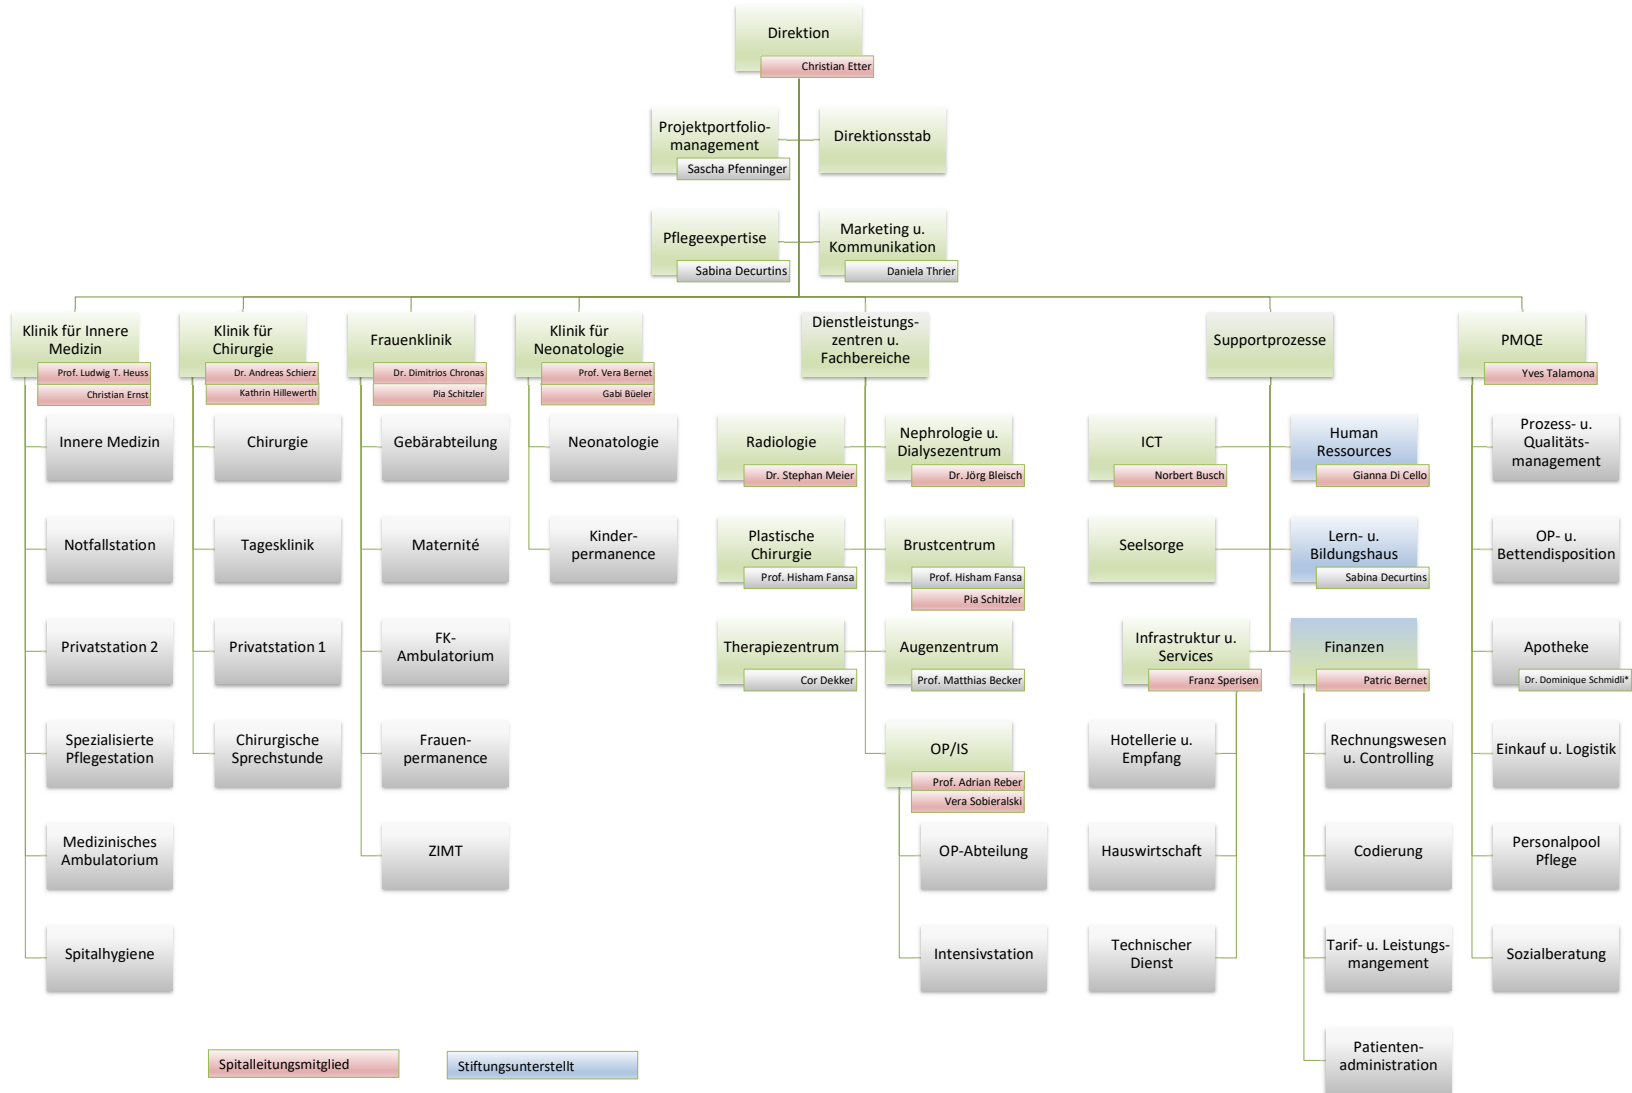 Direktion
Christian Etter
Projektportfolio-
management
Sascha Pfenninger
Direktionsstab
Pflegeexpertise
Sabina Decurtins
Marketing u.
Kommunikation
Daniela Thrier
Klinik für Innere
Medizin
Prof. Ludwig T. Heuss
Christian Ernst
Innere Medizin
Notfallstation
Privatstation 2
Spezialisierte
Pflegestation
Medizinisches
Ambulatorium
Spitalhygiene
Klinik für
Chirurgie
Dr. Andreas Schierz
Kathrin Hillewerth
Chirurgie
Tagesklinik
Privatstation 1
Chirurgische
Sprechstunde
Frauenklinik
Dr. Dimitrios Chronas
Pia Schitzler
Gebärabteilung
Maternité
FK-
Ambulatorium
Frauen-
permanence
ZIMT
Klinik für
Neonatologie
Prof. Vera Bernet
Gabi Büeler
Neonatologie
Kinder-
permanence
Dienstleistungs-
zentren u.
Fachbereiche
Radiologie
Dr. Stephan Meier
Nephrologie u.
Dialysezentrum
Dr. Jörg Bleisch
Plastische
Chirurgie
Prof. Hisham Fansa
Brustcentrum
Prof. Hisham Fansa
Pia Schitzler
Therapiezentrum
Cor Dekker
Augenzentrum
Prof. Matthias Becker
OP/IS
Prof. Adrian Reber
Vera Sobieralski
OP-Abteilung
Intensivstation
Supportprozesse
ICT
Norbert Busch
Human
Ressources
Gianna Di Cello
Seelsorge
Lern- u.
Bildungshaus
Sabina Decurtins
Infrastruktur u.
Services
Franz Sperisen
Hotellerie u.
Empfang
Hauswirtschaft
Technischer
Dienst
Finanzen
Patric Bernet
Rechnungswesen
u. Controlling
Codierung
Tarif- u. Leistungs-
mangement
Patienten-
administration
PMQE
Yves Talamona
Prozess- u.
Qualitäts-
management
OP- u.
Bettendisposition
Apotheke
Dr. Dominique Schmidli*
Einkauf u. Logistik
Personalpool
Pflege
Sozialberatung
Spitalleitungsmitglied
Stiftungsunterstellt